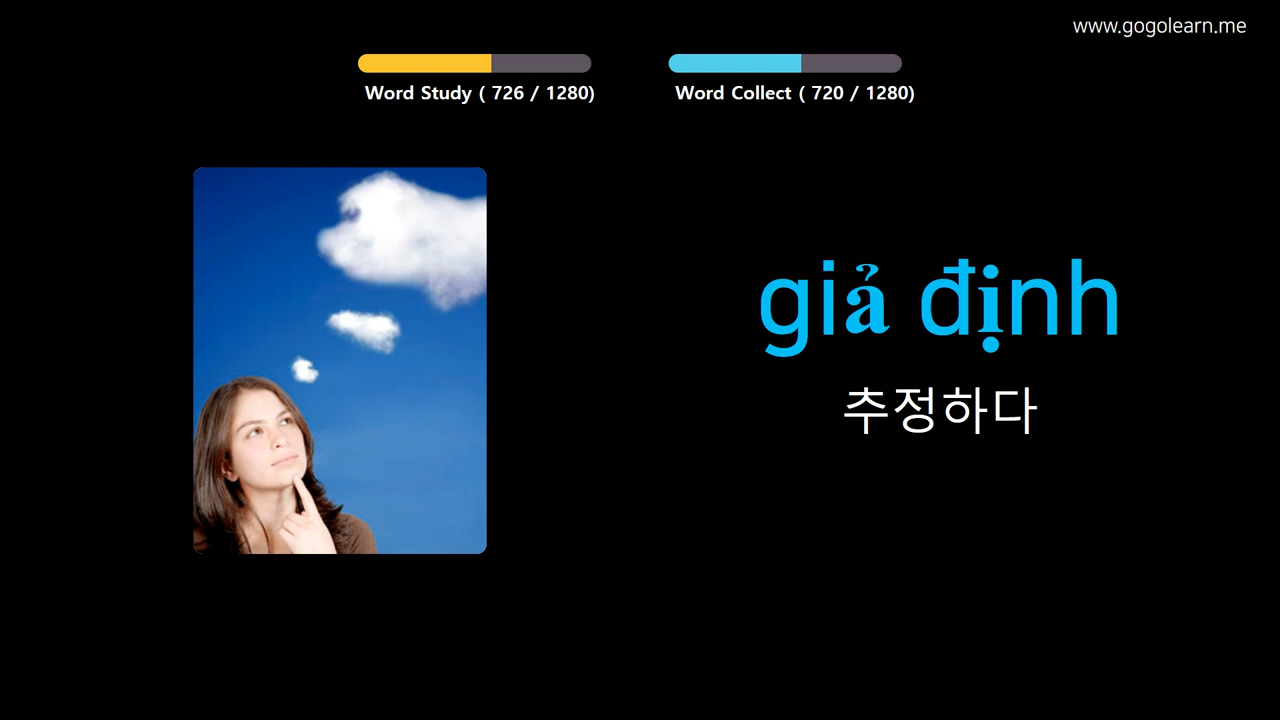 www.gogolearn.me
Word Study ( 726 / 1280)
Word Collect ( 720 / 1280)
giả định
추정하다